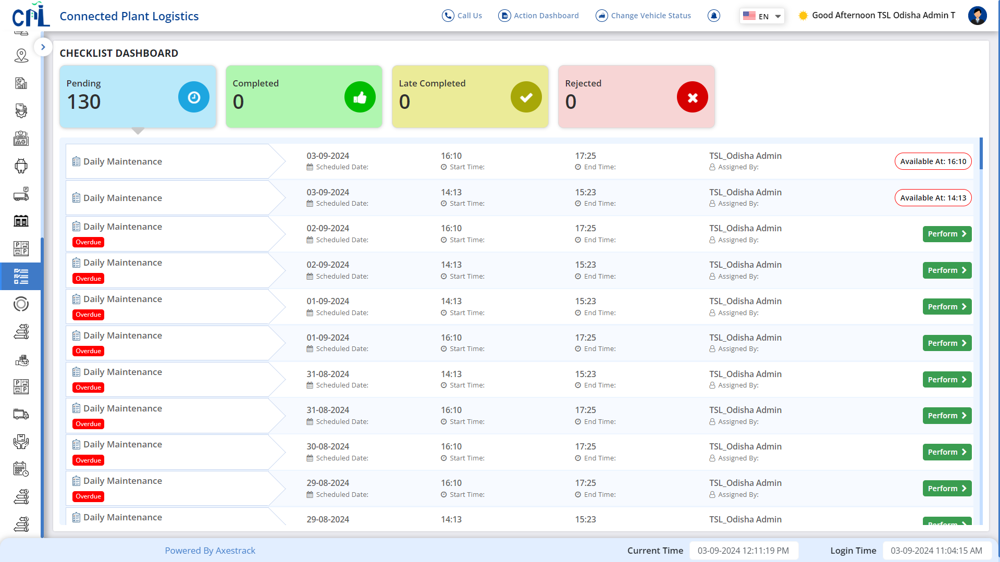 Connected Plant Logistics
Call Us
Action Dashboard
Change Vehicle Status
EN
Good Afternoon TSL Odisha Admin T
CHECKLIST DASHBOARD
Pending
130
Completed
0
Late Completed
0
Rejected
0
Daily Maintenance
03-09-2024 16:10 17:25 TSL_Odisha Admin
Scheduled Date: Start Time: End Time: Assigned By:
Available At: 16:10
Daily Maintenance
03-09-2024 14:13 15:23 TSL_Odisha Admin
Scheduled Date: Start Time: End Time: Assigned By:
Available At: 14:13
Daily Maintenance
Overdue
02-09-2024 16:10 17:25 TSL_Odisha Admin
Scheduled Date: Start Time: End Time: Assigned By:
Perform
Daily Maintenance
Overdue
02-09-2024 14:13 15:23 TSL_Odisha Admin
Scheduled Date: Start Time: End Time: Assigned By:
Perform
Daily Maintenance
Overdue
01-09-2024 14:13 15:23 TSL_Odisha Admin
Scheduled Date: Start Time: End Time: Assigned By:
Perform
Daily Maintenance
Overdue
01-09-2024 16:10 17:25 TSL_Odisha Admin
Scheduled Date: Start Time: End Time: Assigned By:
Perform
Daily Maintenance
Overdue
31-08-2024 14:13 15:23 TSL_Odisha Admin
Scheduled Date: Start Time: End Time: Assigned By:
Perform
Daily Maintenance
Overdue
31-08-2024 16:10 17:25 TSL_Odisha Admin
Scheduled Date: Start Time: End Time: Assigned By:
Perform
Daily Maintenance
Overdue
30-08-2024 16:10 17:25 TSL_Odisha Admin
Scheduled Date: Start Time: End Time: Assigned By:
Perform
Daily Maintenance
Overdue
29-08-2024 16:10 17:25 TSL_Odisha Admin
Scheduled Date: Start Time: End Time: Assigned By:
Perform
Daily Maintenance
29-08-2024 14:13 15:23 TSL_Odisha Admin
Perform
Powered By Axestrack
Current Time 03-09-2024 12:11:19 PM
Login Time 03-09-2024 11:04:15 AM